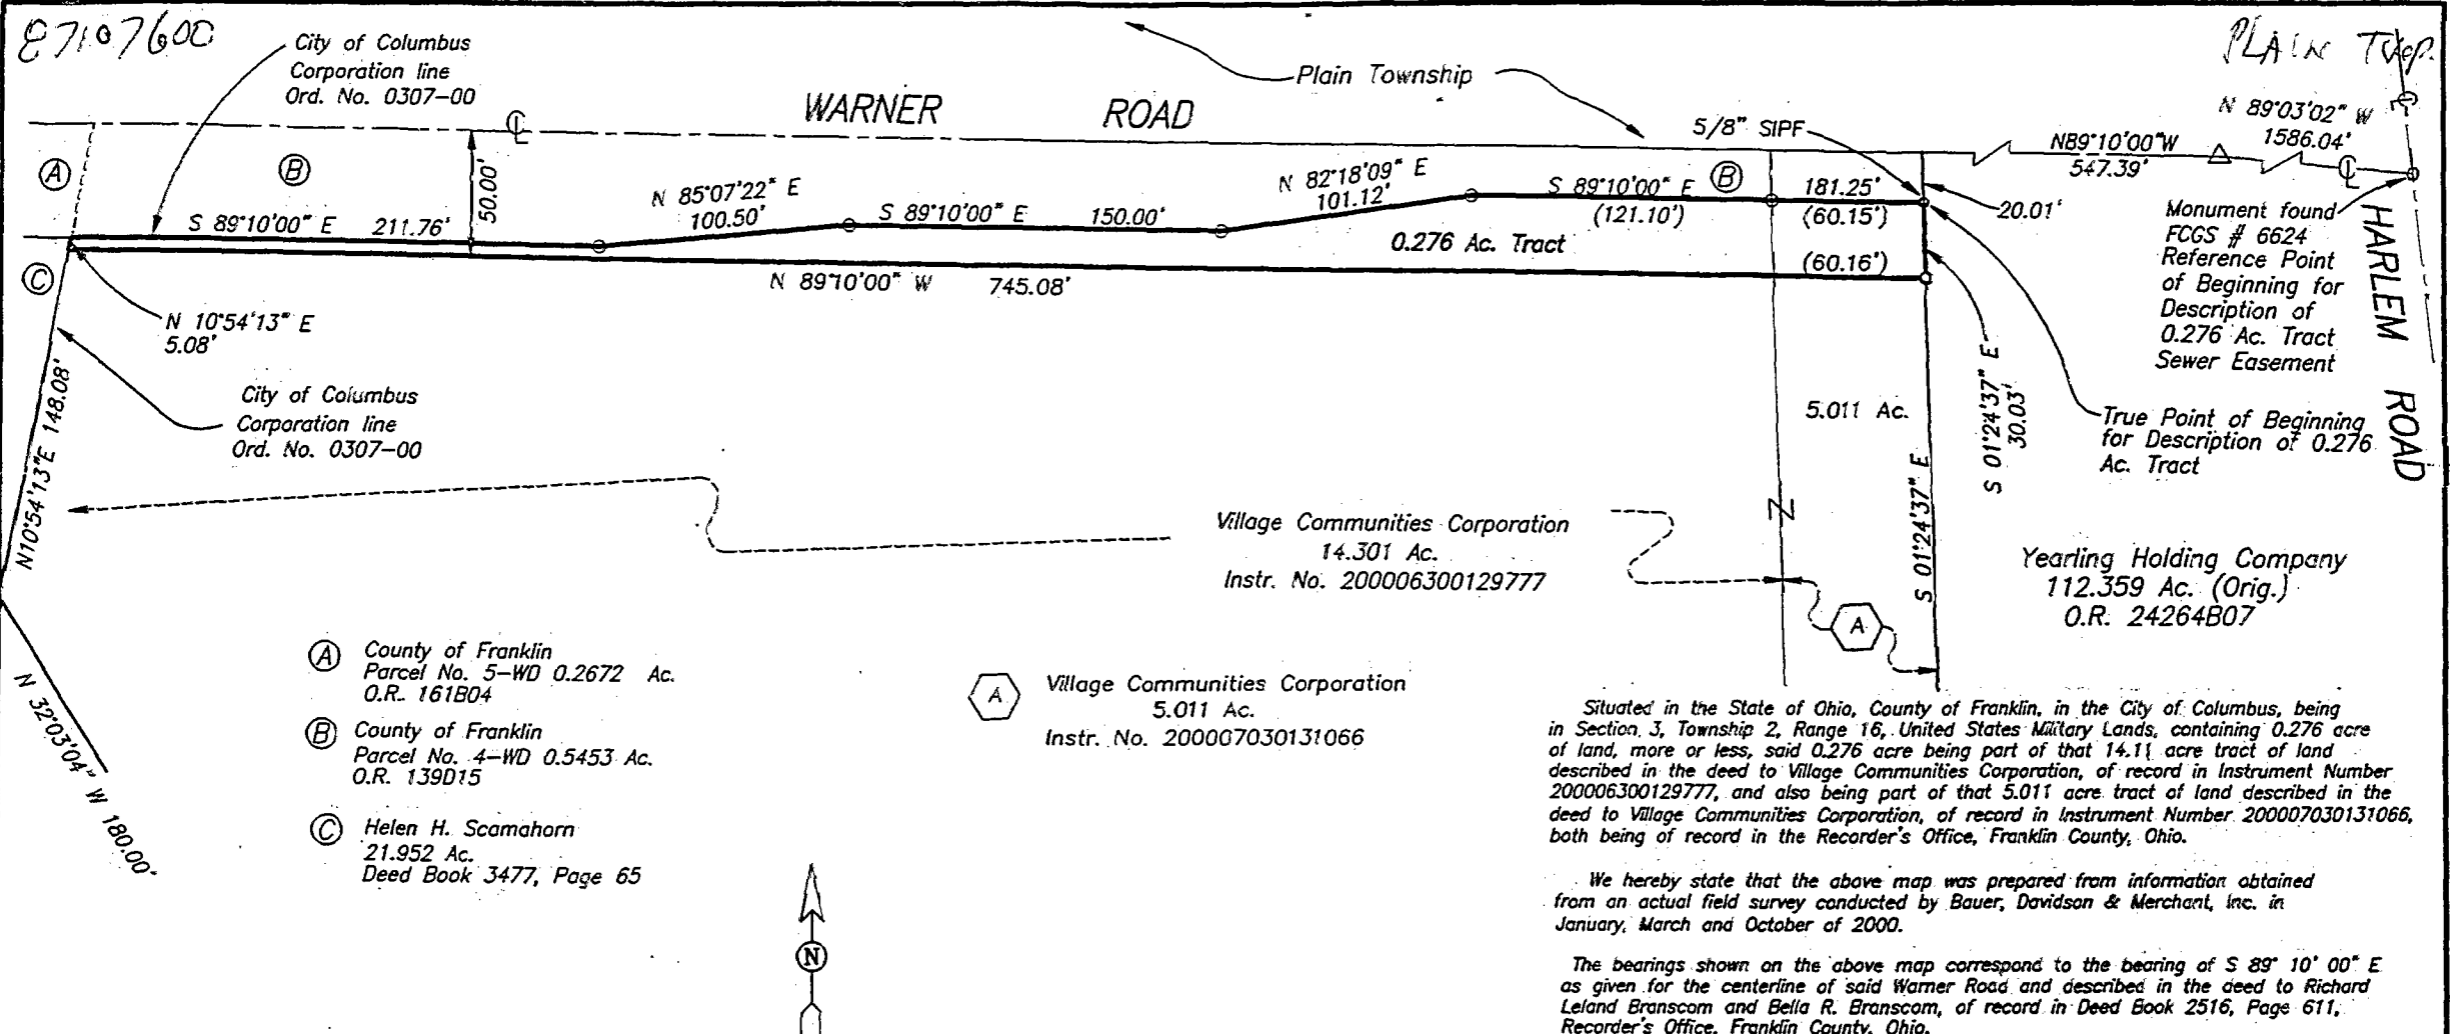 87107600
City of Columbus
Corporation line
Ord. No. 0307-00
Plain Township
PLAIN TWP.
WARNER ROAD
5/8" SIPF
N 89°03'02" W
1586.04'
N89°10'00"W
547.39'
A
B
50.00'
S 89°10'00" E 211.76'
N 85°07'22" E
100.50'
S 89°10'00" E 150.00'
N 82°18'09" E
101.12'
S 89°10'00" E
(121.10')
B
181.25'
(60.15')
20.01'
0.276 Ac. Tract
(60.16')
C
N 89°10'00" W 745.08'
N 10°54'13" E
5.08'
Monument found
FCGS # 6624
Reference Point
of Beginning for
Description of
0.276 Ac. Tract
Sewer Easement
HARLEM ROAD
City of Columbus
Corporation line
Ord. No. 0307-00
N10°54'13"E 148.08'
5.011 Ac.
S 01°24'37" E
30.03'
True Point of Beginning
for Description of 0.276
Ac. Tract
S 01°24'37" E
Village Communities Corporation
14.301 Ac.
Instr. No. 200006300129777
Yearling Holding Company
112.359 Ac. (Orig.)
O.R. 24264B07
A
N 32°03'04" W 180.00'
A County of Franklin
Parcel No. 5-WD 0.2672 Ac.
O.R. 161B04
B County of Franklin
Parcel No. 4-WD 0.5453 Ac.
O.R. 139D15
C Helen H. Scamahorn
21.952 Ac.
Deed Book 3477, Page 65
A Village Communities Corporation
5.011 Ac.
Instr. No. 200007030131066
N
Situated in the State of Ohio, County of Franklin, in the City of Columbus, being
in Section 3, Township 2, Range 16, United States Military Lands, containing 0.276 acre
of land, more or less, said 0.276 acre being part of that 14.11 acre tract of land
described in the deed to Village Communities Corporation, of record in Instrument Number
200006300129777, and also being part of that 5.011 acre tract of land described in the
deed to Village Communities Corporation, of record in Instrument Number 200007030131066,
both being of record in the Recorder's Office, Franklin County, Ohio.
We hereby state that the above map was prepared from information obtained
from an actual field survey conducted by Bauer, Davidson & Merchant, Inc. in
January, March and October of 2000.
The bearings shown on the above map correspond to the bearing of S 89° 10' 00" E
as given for the centerline of said Warner Road and described in the deed to Richard
Leland Branscom and Bella R. Branscom, of record in Deed Book 2516, Page 611,
Recorder's Office, Franklin County, Ohio.